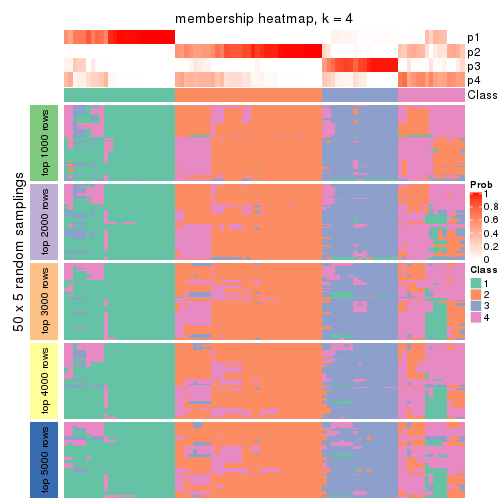 membership heatmap, k = 4
p1
p2
p3
p4
Class
50 x 5 random samplings
top 1000 rows
top 2000 rows
top 3000 rows
top 4000 rows
top 5000 rows
Prob
1
0.8
0.6
0.4
0.2
0
Class
1
2
3
4